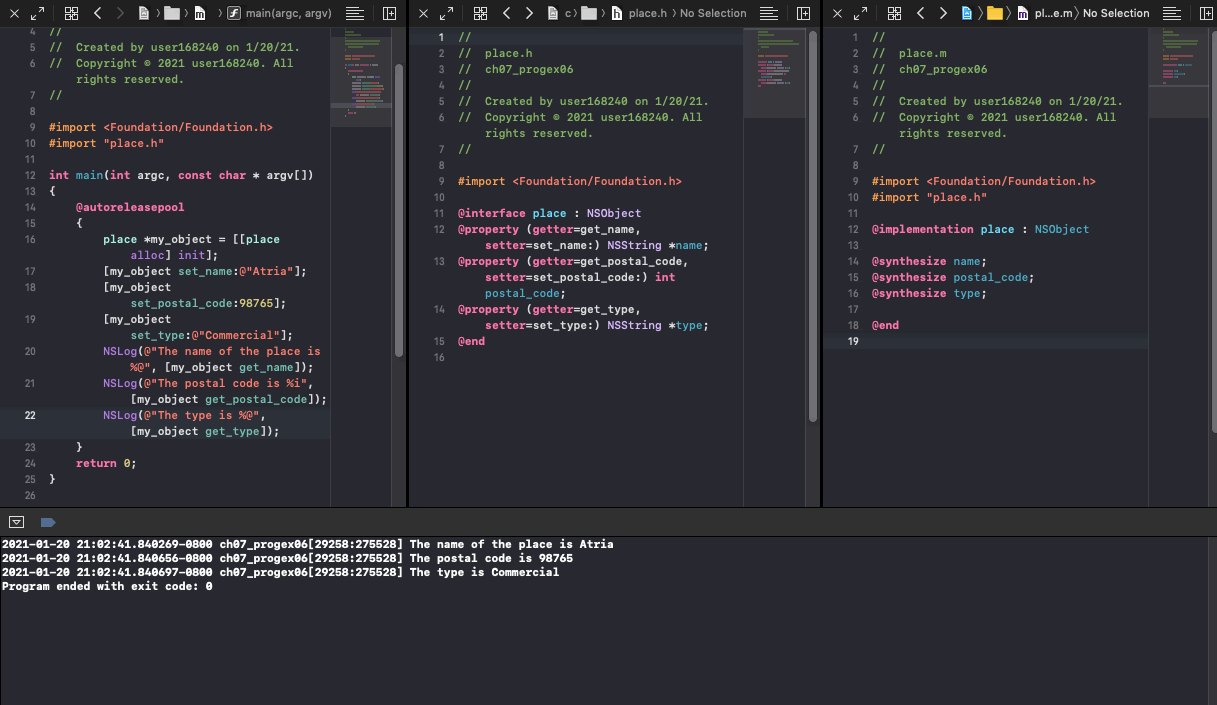 main(argc, argv)
4 //
5 //  Created by user168240 on 1/20/21.
6 //  Copyright © 2021 user168240. All
    rights reserved.
7 //
8
9 #import <Foundation/Foundation.h>
10 #import "place.h"
11
12 int main(int argc, const char * argv[])
13 {
14     @autoreleasepool
15     {
16         place *my_object = [[place
            alloc] init];
17         [my_object set_name:@"Atria"];
18         [my_object
            set_postal_code:98765];
19         [my_object
            set_type:@"Commercial"];
20         NSLog(@"The name of the place is
            %@", [my_object get_name]);
21         NSLog(@"The postal code is %i",
            [my_object get_postal_code]);
22         NSLog(@"The type is %@",
            [my_object get_type]);
23     }
24     return 0;
25 }
26
c place.h No Selection
1 //
2 //  place.h
3 //  ch07_progex06
4 //
5 //  Created by user168240 on 1/20/21.
6 //  Copyright © 2021 user168240. All
    rights reserved.
7 //
8
9 #import <Foundation/Foundation.h>
10
11 @interface place : NSObject
12 @property (getter=get_name,
    setter=set_name:) NSString *name;
13 @property (getter=get_postal_code,
    setter=set_postal_code:) int
    postal_code;
14 @property (getter=get_type,
    setter=set_type:) NSString *type;
15 @end
16
pl...e.m No Selection
1 //
2 //  place.m
3 //  ch07_progex06
4 //
5 //  Created by user168240 on 1/20/21.
6 //  Copyright © 2021 user168240. All
    rights reserved.
7 //
8
9 #import <Foundation/Foundation.h>
10 #import "place.h"
11
12 @implementation place : NSObject
13
14 @synthesize name;
15 @synthesize postal_code;
16 @synthesize type;
17
18 @end
19
2021-01-20 21:02:41.840269-0800 ch07_progex06[29258:275528] The name of the place is Atria
2021-01-20 21:02:41.840656-0800 ch07_progex06[29258:275528] The postal code is 98765
2021-01-20 21:02:41.840697-0800 ch07_progex06[29258:275528] The type is Commercial
Program ended with exit code: 0